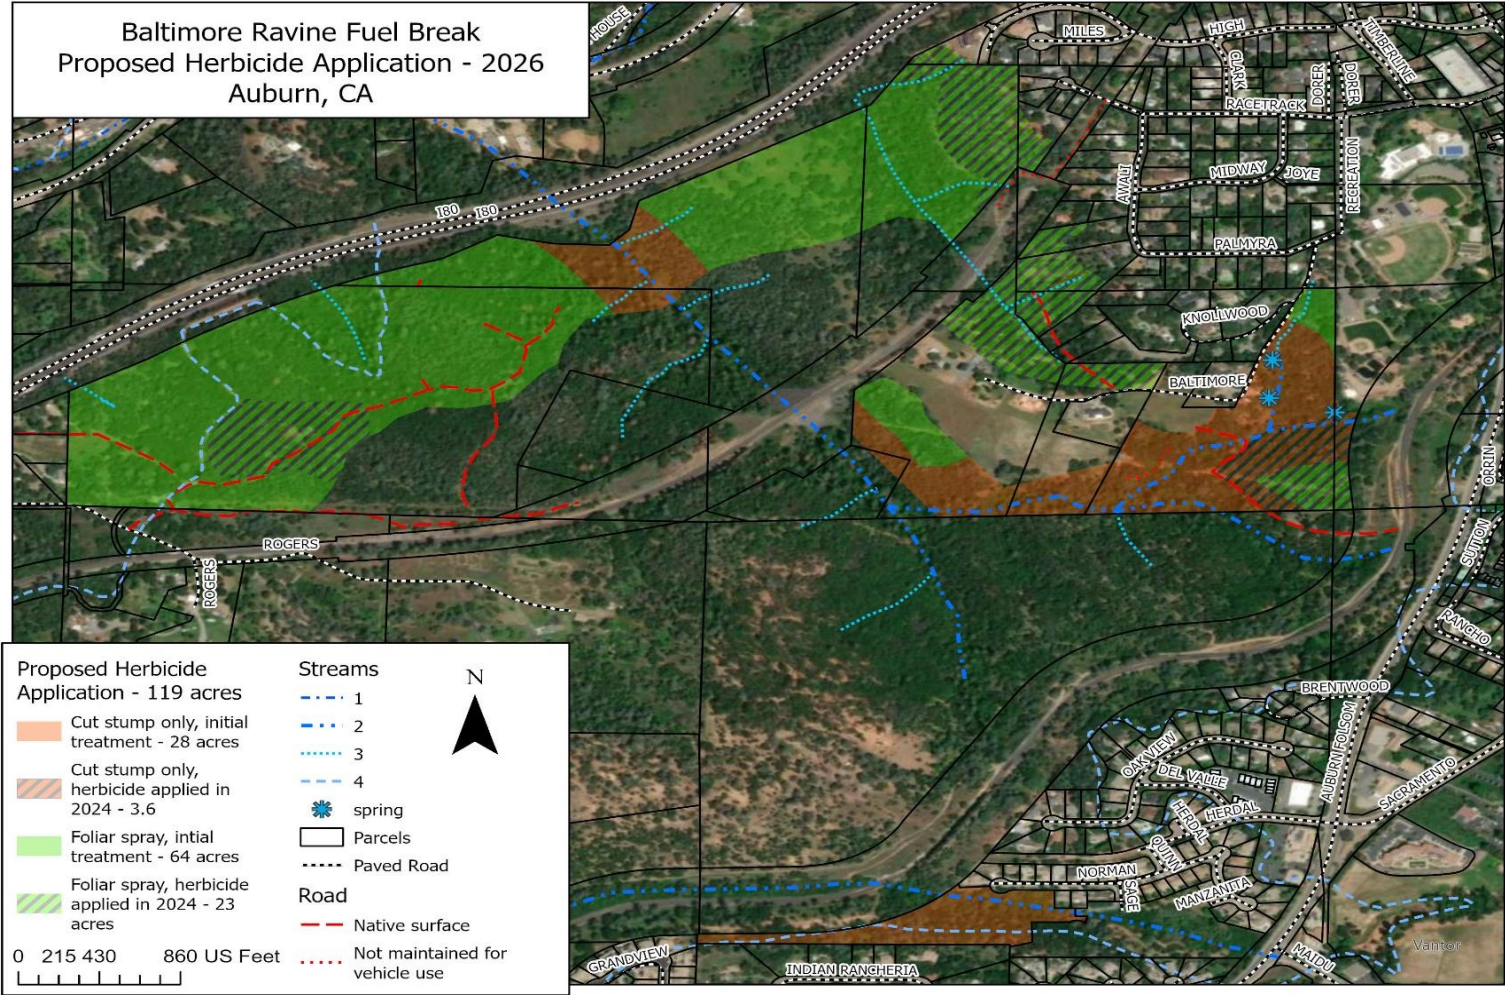 Baltimore Ravine Fuel Break
Proposed Herbicide Application - 2026
Auburn, CA
HOUSE
MILES
HIGH
TIMBERLINE
CLARK
DORER
DORER
RACETRACK
I80
I80
AWALI
MIDWAY
JOYE
RECREATION
PALMYRA
KNOLLWOOD
BALTIMORE
ORRIN
ROGERS
ROGERS
SUTTON
RANCHO
BRENTWOOD
OAK VIEW
DEL VALLE
HERDAL
HERDAL
AUBURN FOLSOM
SACRAMENTO
QUINN
NORMAN
SAGE
MANZANITA
MAIDU
GRANDVIEW
INDIAN RANCHERIA
Vantor
Proposed Herbicide
Application - 119 acres
Cut stump only, initial
treatment - 28 acres
Cut stump only,
herbicide applied in
2024 - 3.6
Foliar spray, intial
treatment - 64 acres
Foliar spray, herbicide
applied in 2024 - 23
acres
0 215 430 860 US Feet
Streams
1
2
3
4
spring
Parcels
Paved Road
Road
Native surface
Not maintained for
vehicle use
N